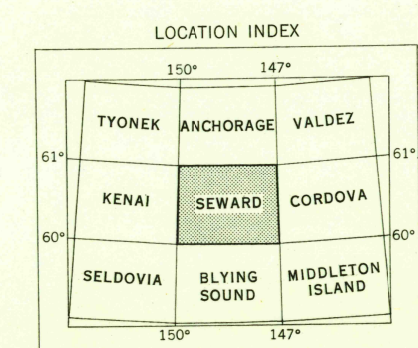 LOCATION INDEX
150° 147°
TYONEK ANCHORAGE VALDEZ
61° 61°
KENAI SEWARD CORDOVA
60° 60°
SELDOVIA BLYING SOUND MIDDLETON ISLAND
150° 147°